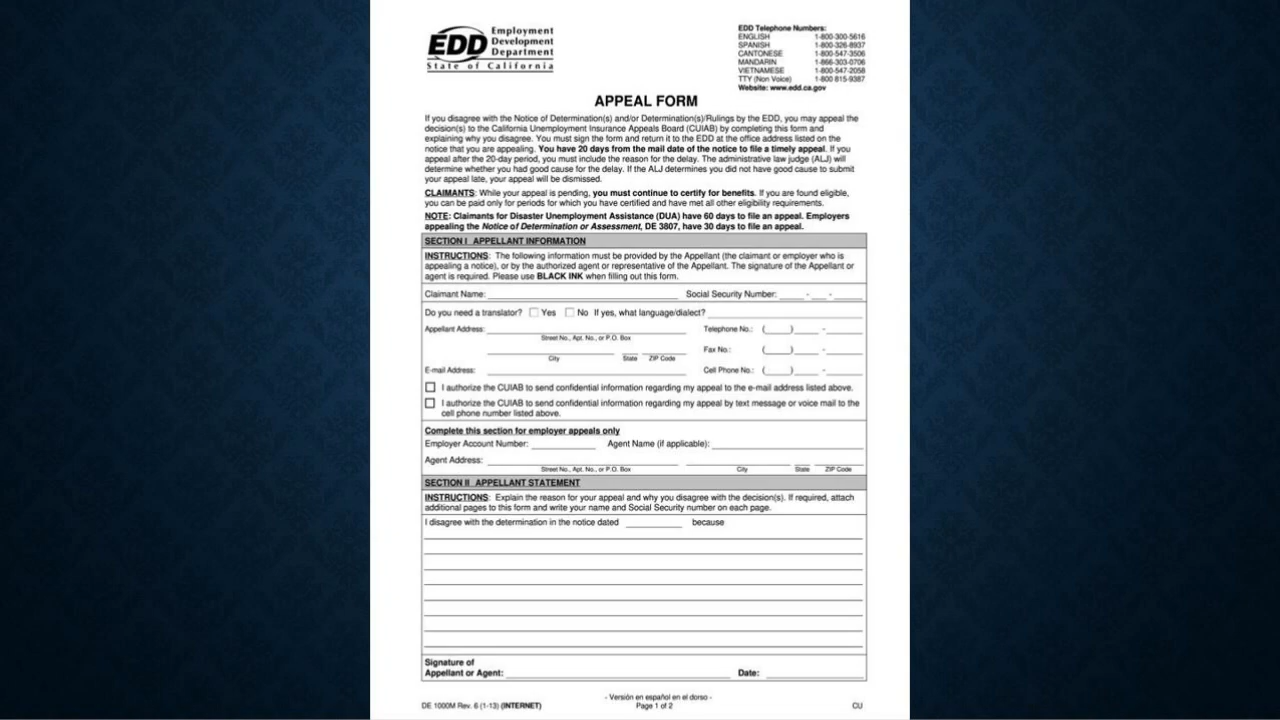 EDD
Employment
Development
Department
State of California
EDD Telephone Numbers:
ENGLISH 1-800-300-5616
SPANISH 1-800-326-8937
CANTONESE 1-800-547-3506
MANDARIN 1-866-303-0706
VIETNAMESE 1-800-547-2058
TTY (Non Voice) 1-800 815-9387
Website: www.edd.ca.gov
APPEAL FORM
If you disagree with the Notice of Determination(s) and/or Determination(s)/Rulings by the EDD, you may appeal the
decision(s) to the California Unemployment Insurance Appeals Board (CUIAB) by completing this form and
explaining why you disagree. You must sign the form and return it to the EDD at the office address listed on the
notice that you are appealing. You have 20 days from the mail date of the notice to file a timely appeal. If you
appeal after the 20-day period, you must include the reason for the delay. The administrative law judge (ALJ) will
determine whether you had good cause for the delay. If the ALJ determines you did not have good cause to submit
your appeal late, your appeal will be dismissed.
CLAIMANTS: While your appeal is pending, you must continue to certify for benefits. If you are found eligible,
you can be paid only for periods for which you have certified and have met all other eligibility requirements.
NOTE: Claimants for Disaster Unemployment Assistance (DUA) have 60 days to file an appeal. Employers
appealing the Notice of Determination or Assessment, DE 3807, have 30 days to file an appeal.
SECTION I APPELLANT INFORMATION
INSTRUCTIONS: The following information must be provided by the Appellant (the claimant or employer who is
appealing a notice), or by the authorized agent or representative of the Appellant. The signature of the Appellant or
agent is required. Please use BLACK INK when filling out this form.
Claimant Name: Social Security Number: - -
Do you need a translator? Yes No If yes, what language/dialect?
Appellant Address: Telephone No.: ( ) -
Street No., Apt. No., or P.O. Box
Fax No.: ( ) -
City State ZIP Code
E-mail Address: Cell Phone No.: ( ) -
I authorize the CUIAB to send confidential information regarding my appeal to the e-mail address listed above.
I authorize the CUIAB to send confidential information regarding my appeal by text message or voice mail to the
cell phone number listed above.
Complete this section for employer appeals only
Employer Account Number: Agent Name (if applicable):
Agent Address:
Street No., Apt. No., or P.O. Box City State ZIP Code
SECTION II APPELLANT STATEMENT
INSTRUCTIONS: Explain the reason for your appeal and why you disagree with the decision(s). If required, attach
additional pages to this form and write your name and Social Security number on each page.
I disagree with the determination in the notice dated because
Signature of
Appellant or Agent: Date:
- Versión en español en el dorso -
DE 1000M Rev. 6 (1-13) (INTERNET) Page 1 of 2 CU